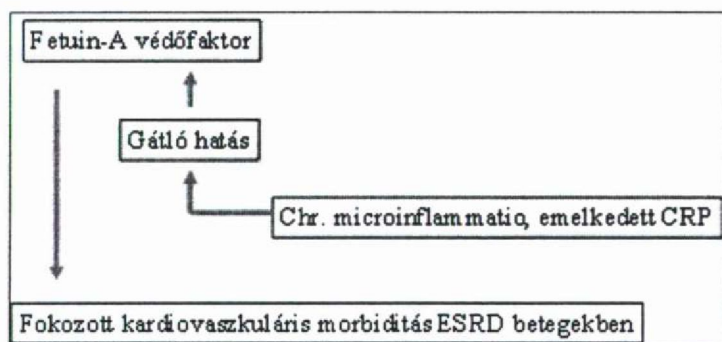 Fetuin-A védőfaktor
Gátló hatás
Chr. microinflammatio, emelkedett CRP
Fokozott kardiovaszkuláris morbiditás ESRD betegekben